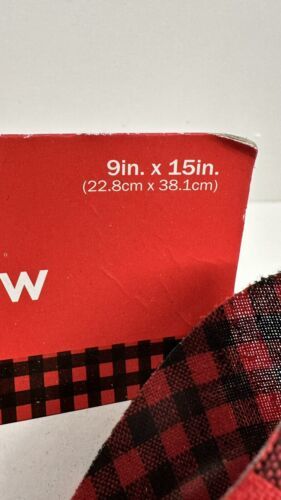 9in. x 15in.
(22.8cm x 38.1cm)
w